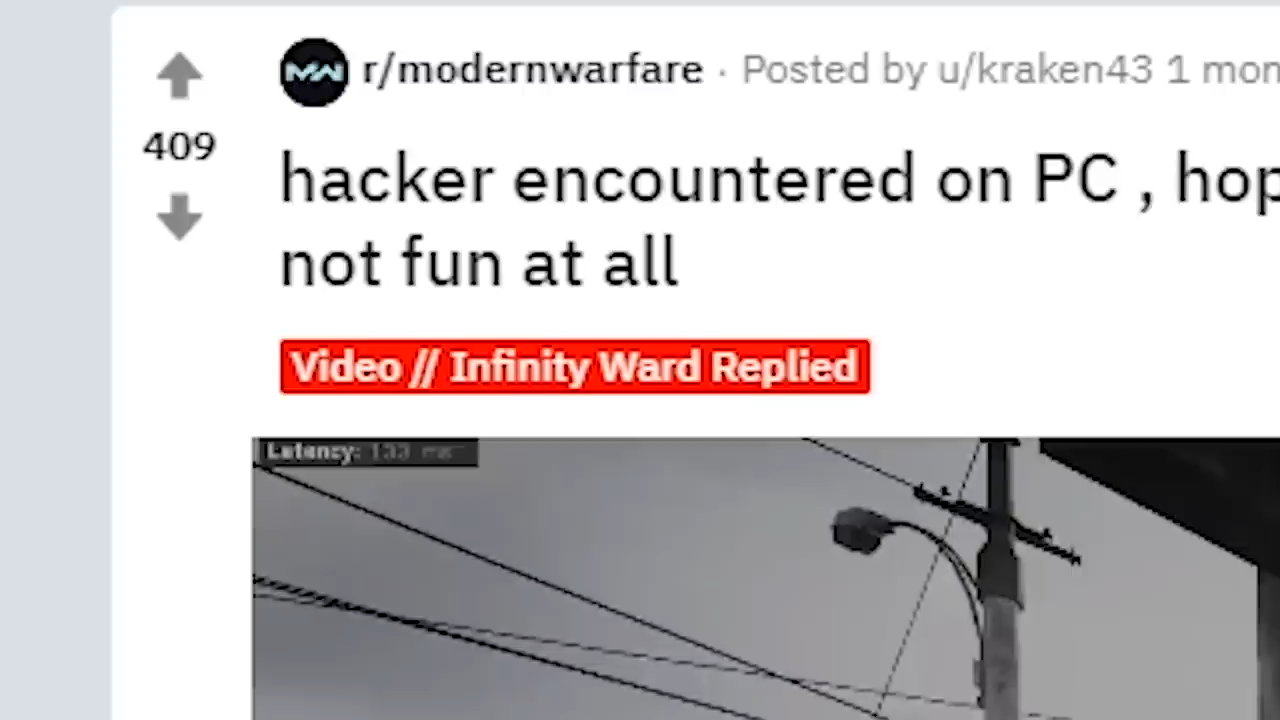 r/modernwarfare · Posted by u/kraken43 1 mon
409
hacker encountered on PC , hop
not fun at all
Video // Infinity Ward Replied
Latency: 133 ms